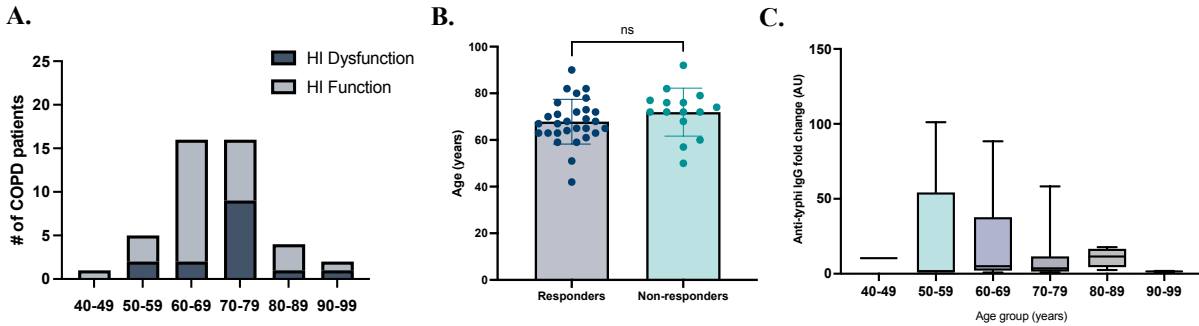 A.
# of COPD patients
25
20
15
10
5
0
HI Dysfunction
HI Function
40-49 50-59 60-69 70-79 80-89 90-99
B.
ns
Age (years)
100
80
60
40
20
0
Responders Non-responders
C.
Anti-typhi IgG fold change (AU)
150
100
50
0
40-49 50-59 60-69 70-79 80-89 90-99
Age group (years)